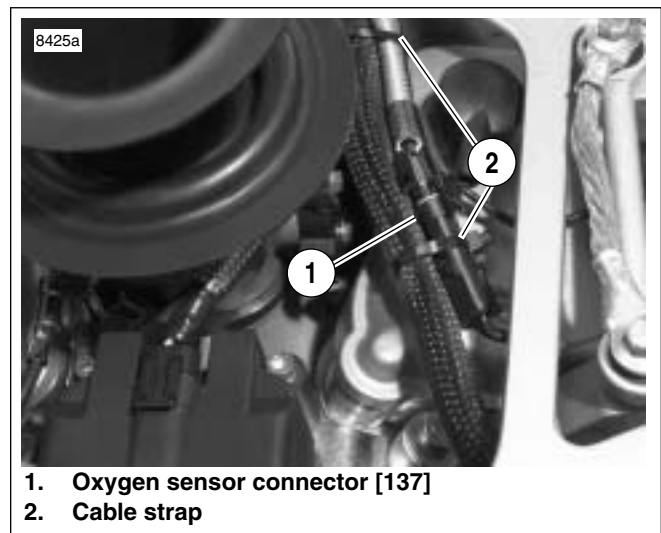 8425a
2
1
1. Oxygen sensor connector [137]
2. Cable strap